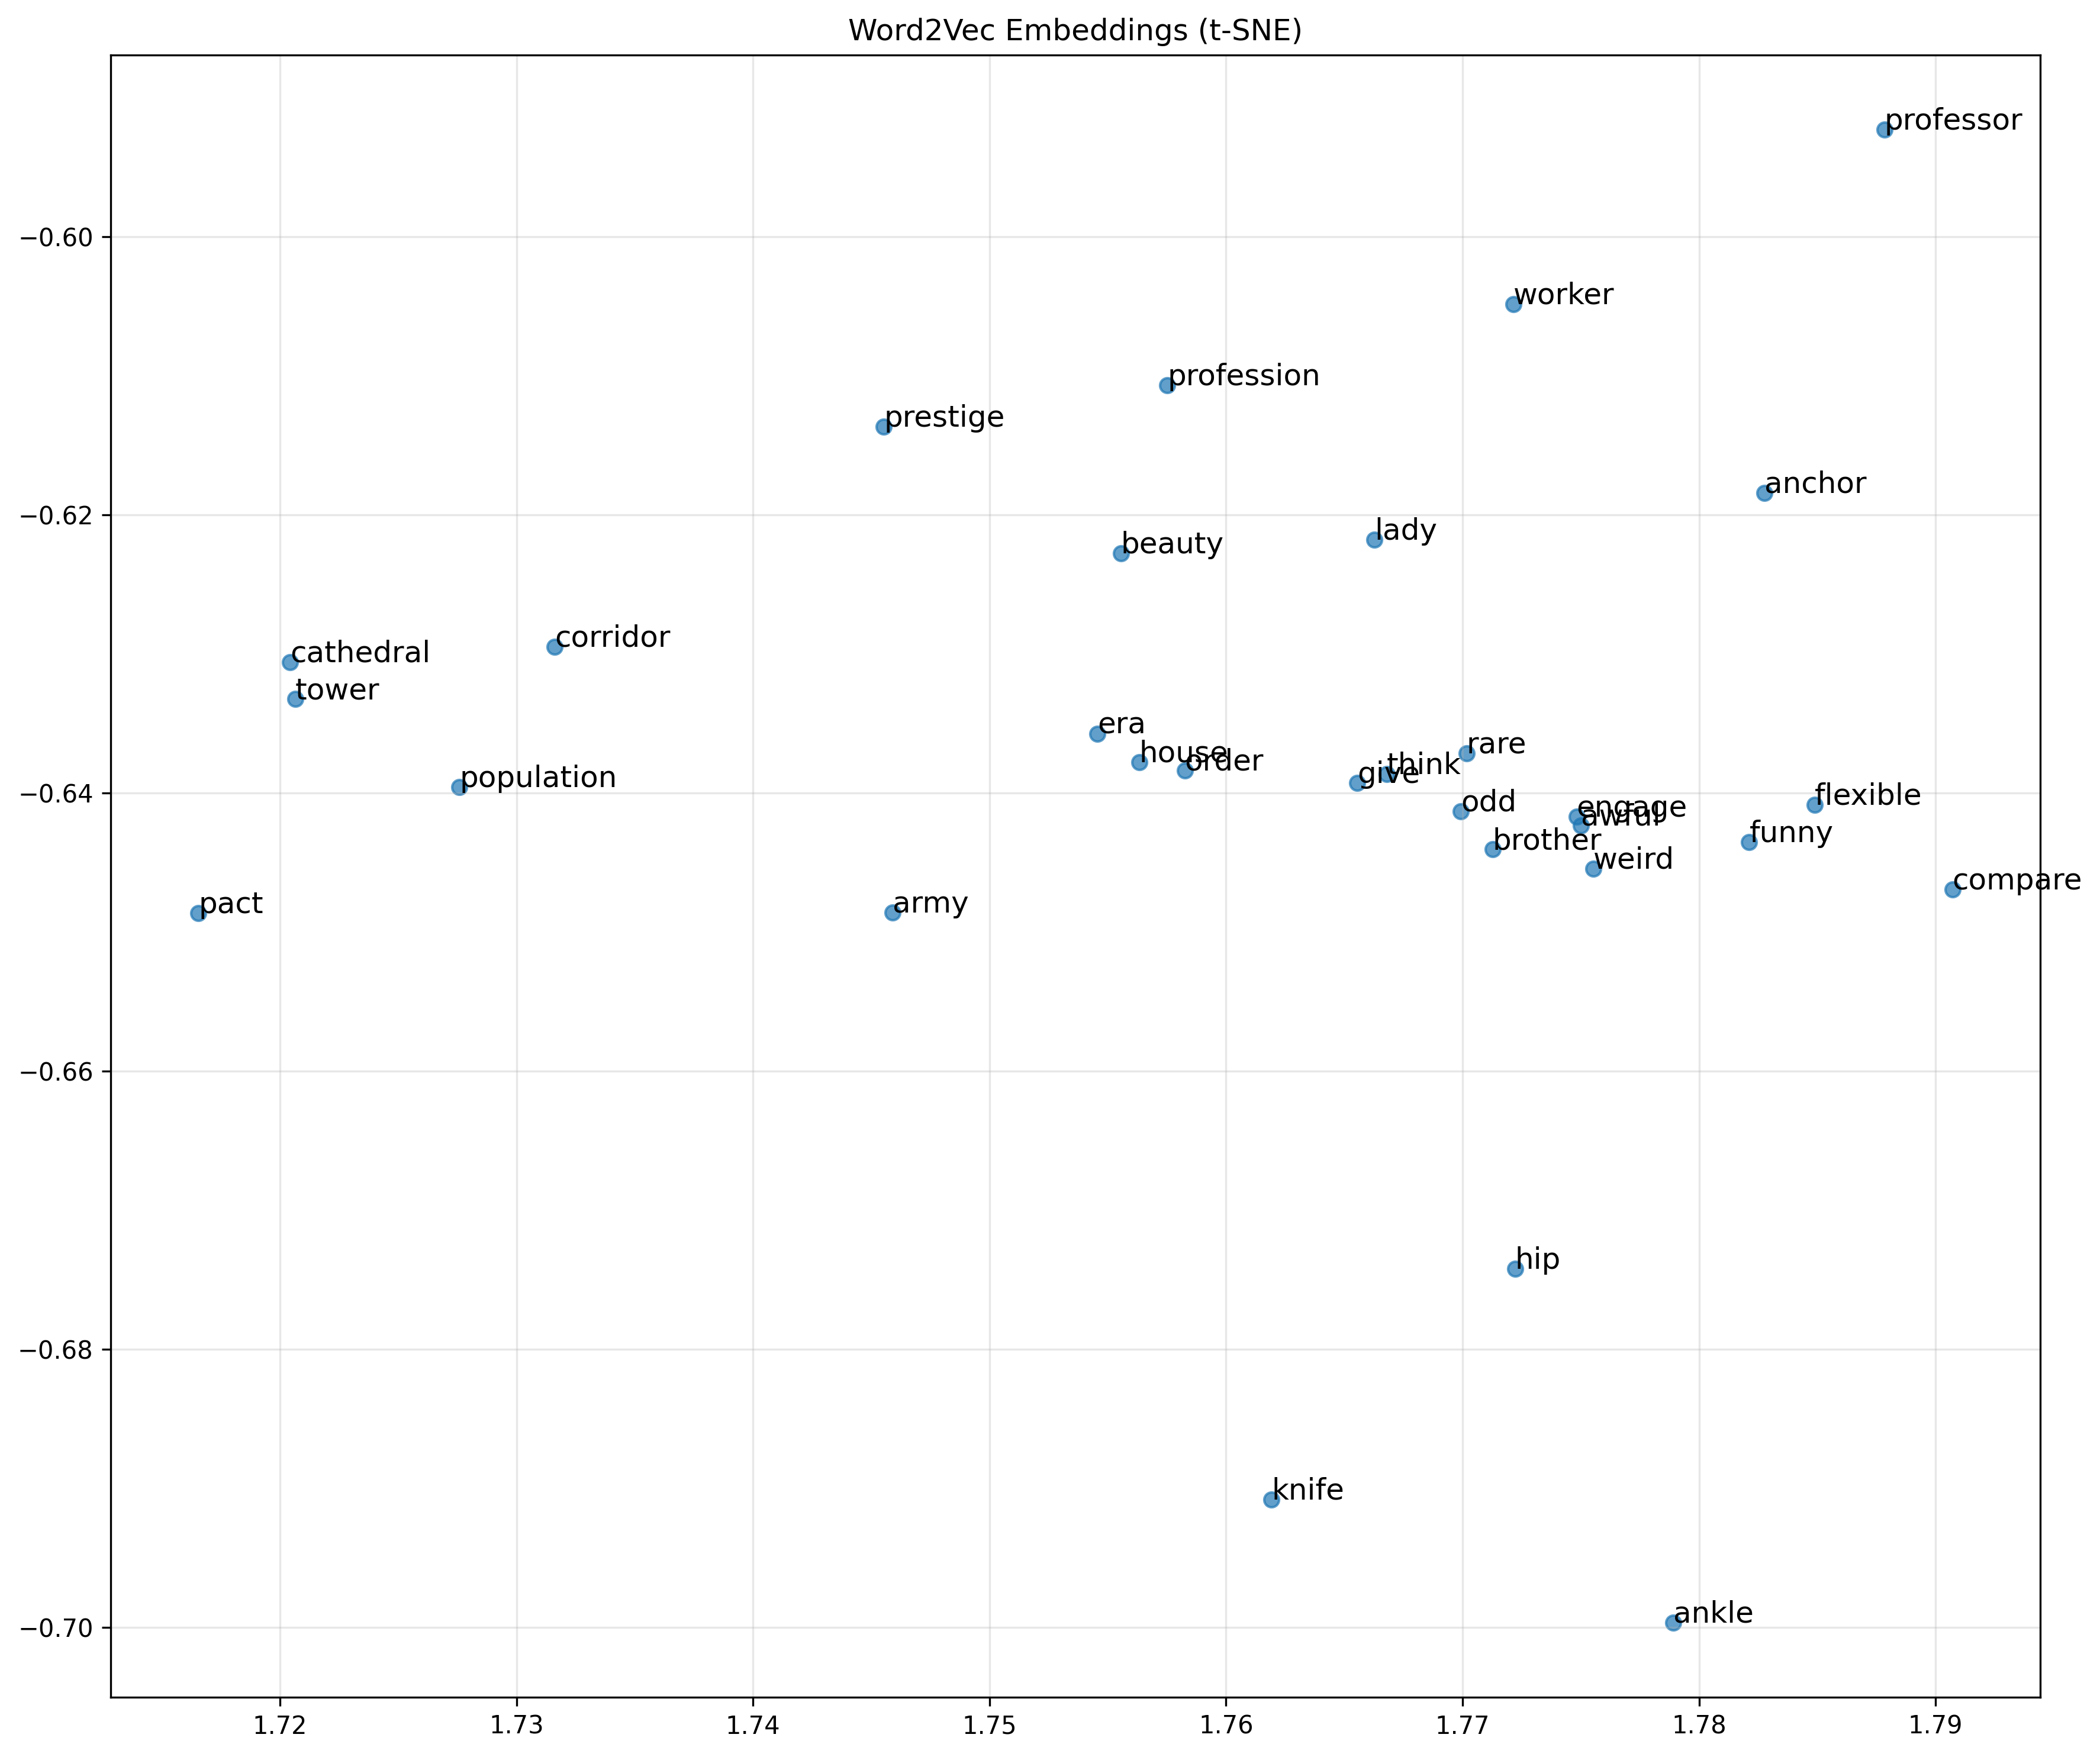 Word2Vec Embeddings (t-SNE)
professor
−0.60
worker
profession
prestige
anchor
−0.62
lady
beauty
corridor
cathedral
tower
era
rare
house
order
think
give
population
−0.64
flexible
odd
engage
awful
funny
brother
weird
compare
pact
army
−0.66
hip
−0.68
knife
ankle
−0.70
1.72 1.73 1.74 1.75 1.76 1.77 1.78 1.79